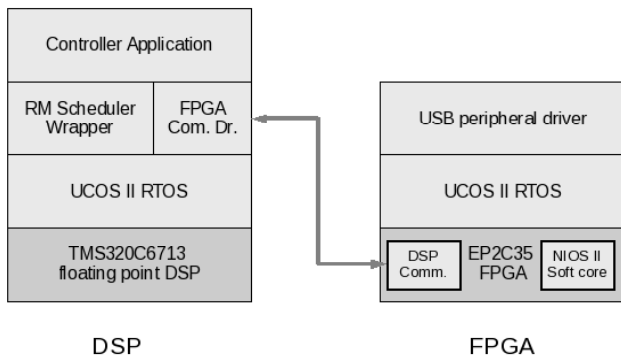 Controller Application
RM Scheduler
Wrapper
FPGA
Com. Dr.
UCOS II RTOS
TMS320C6713
floating point DSP
DSP
USB peripheral driver
UCOS II RTOS
DSP
Comm.
EP2C35
FPGA
NIOS II
Soft core
FPGA